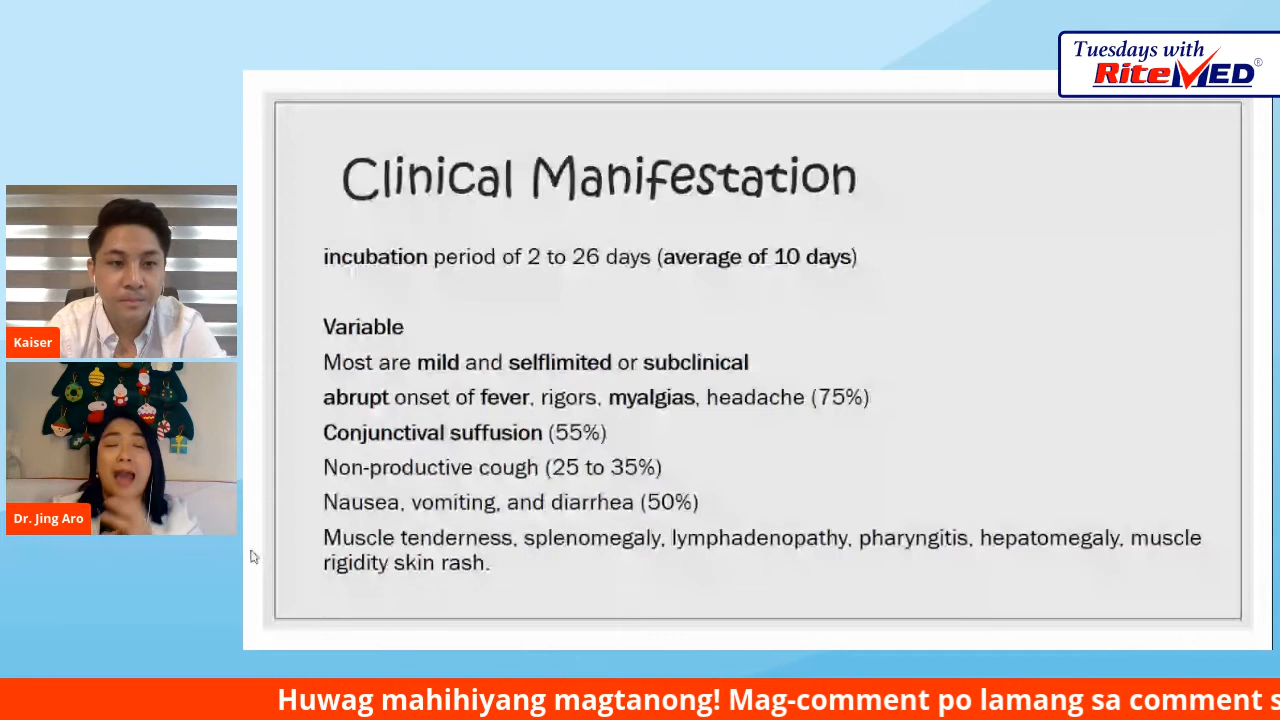 Tuesdays with
RiteMED®
Clinical Manifestation
incubation period of 2 to 26 days (average of 10 days)
Variable
Most are mild and selflimited or subclinical
abrupt onset of fever, rigors, myalgias, headache (75%)
Conjunctival suffusion (55%)
Non-productive cough (25 to 35%)
Nausea, vomiting, and diarrhea (50%)
Muscle tenderness, splenomegaly, lymphadenopathy, pharyngitis, hepatomegaly, muscle
rigidity skin rash.
Kaiser
Dr. Jing Aro
Huwag mahihiyang magtanong! Mag-comment po lamang sa comment s